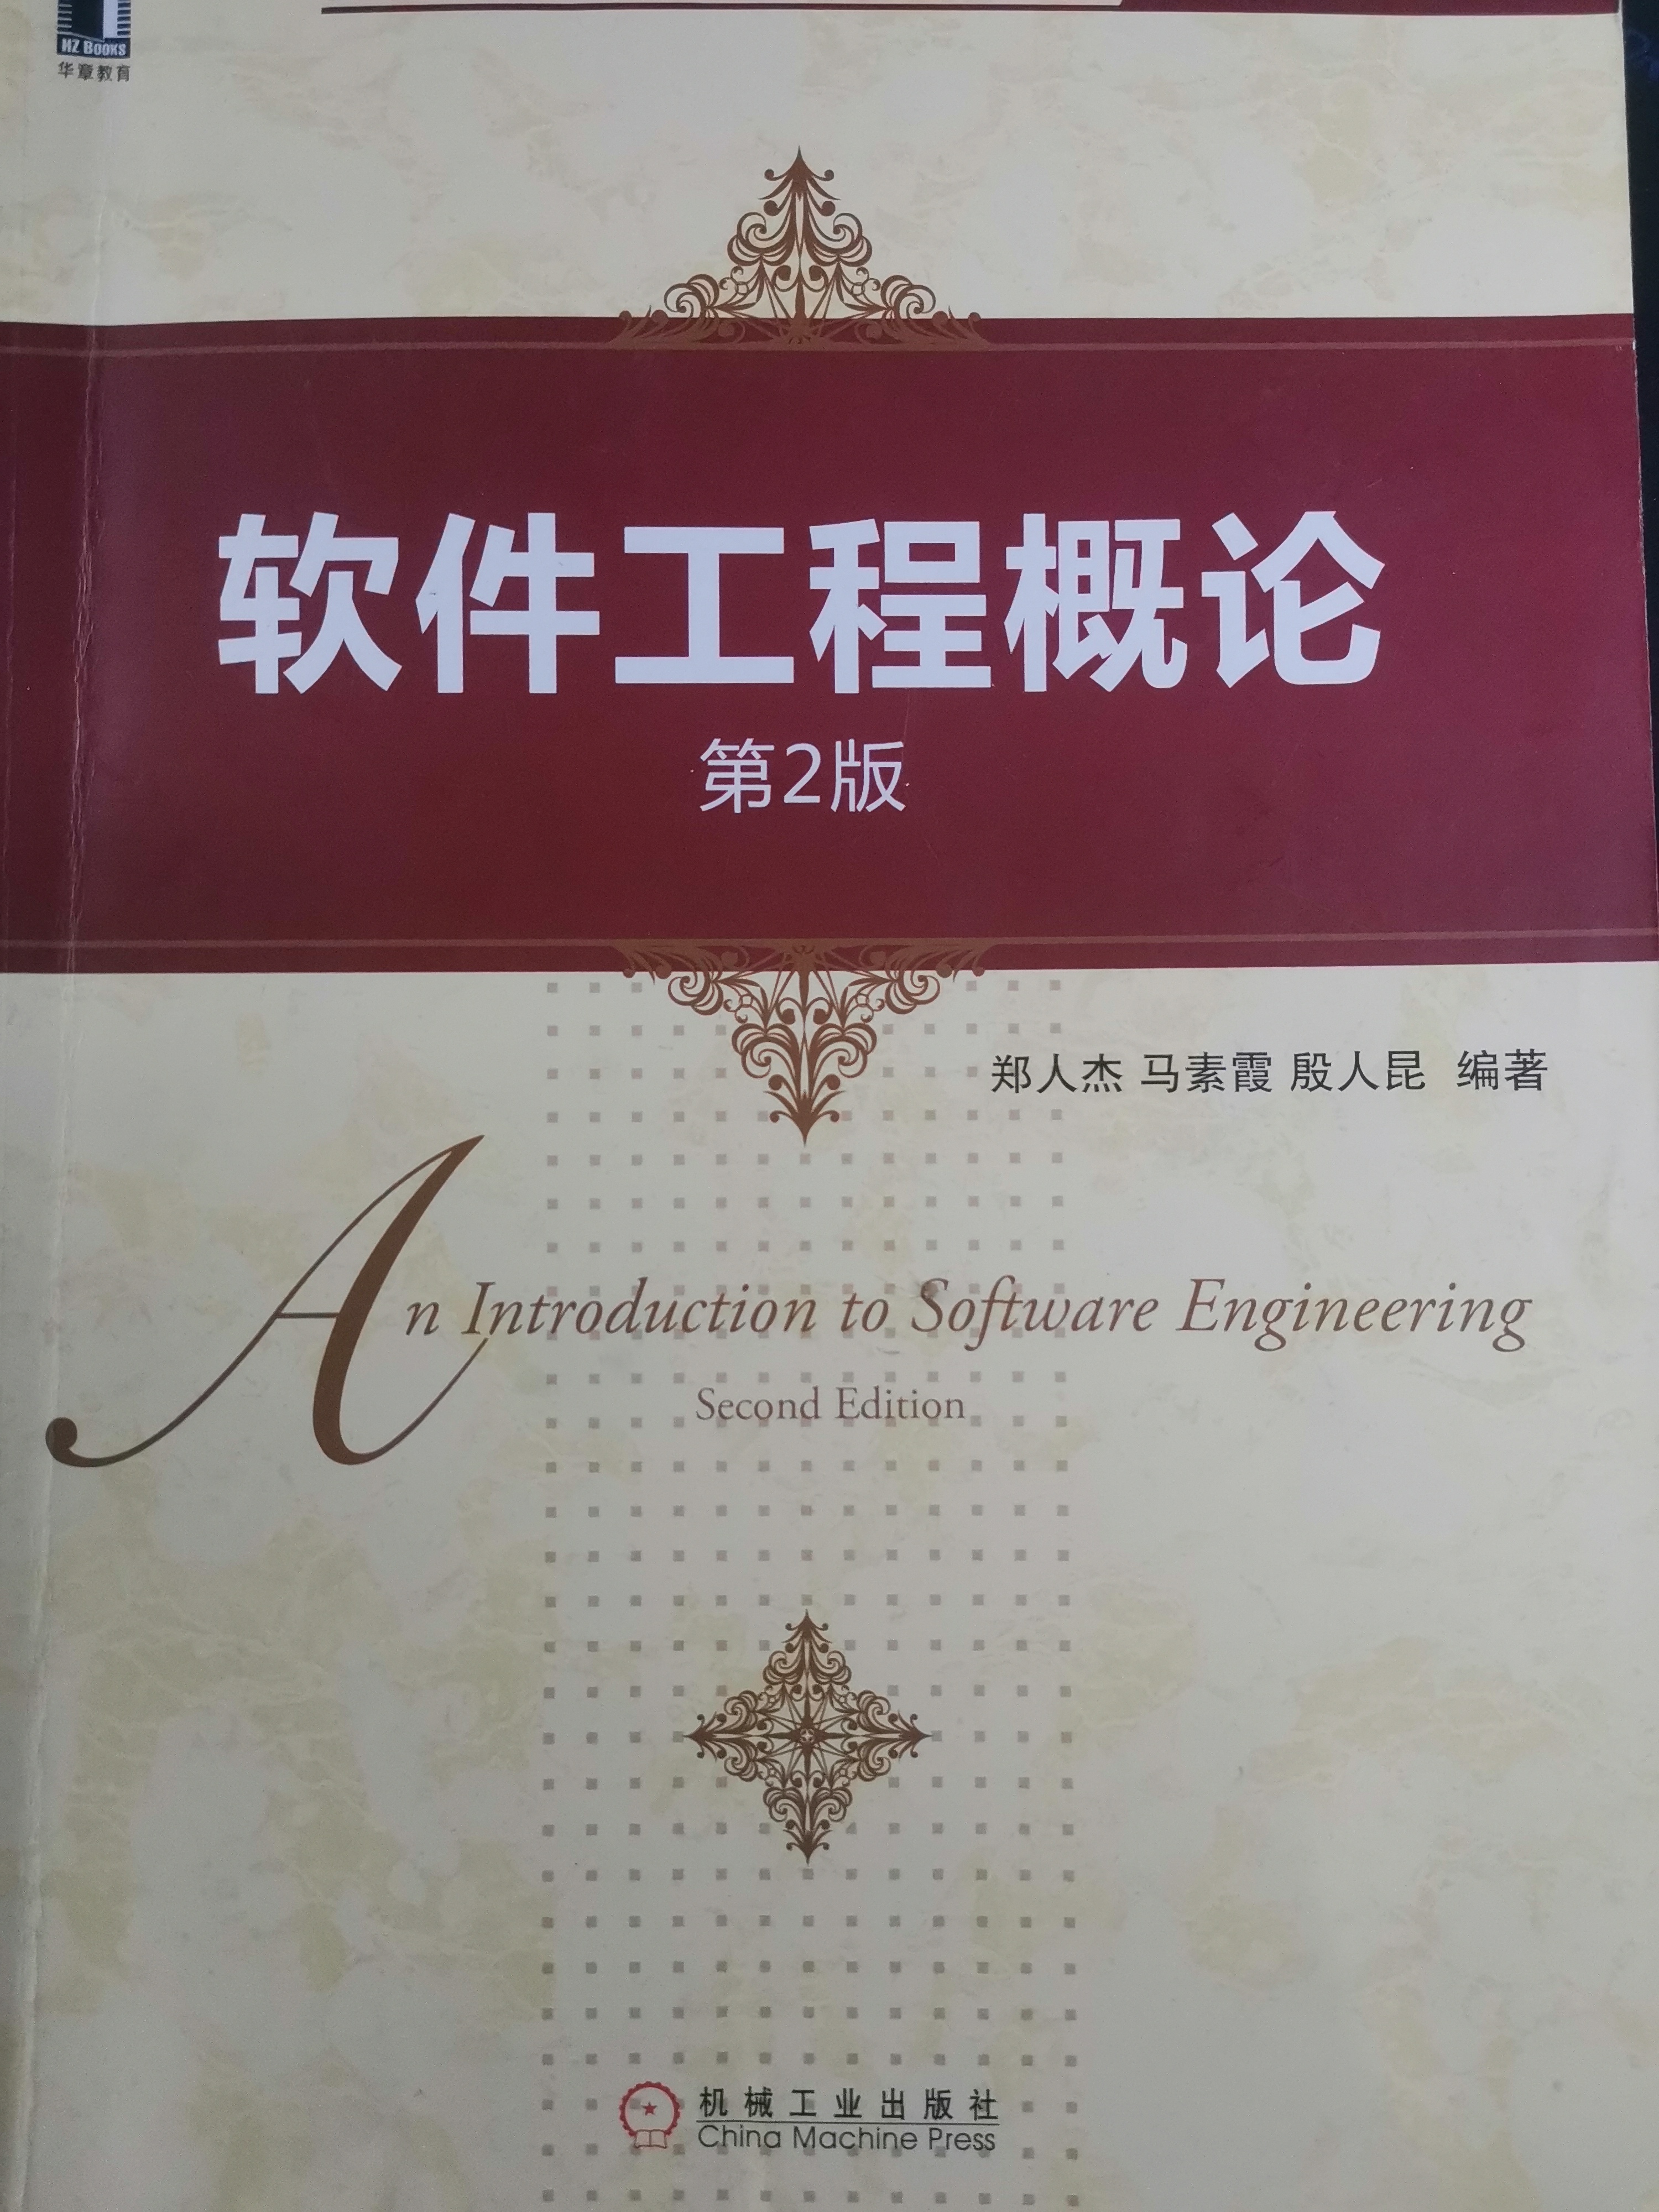 HZ BOOKS
华章教育
软件工程概论
第2版
郑人杰 马素霞 殷人昆 编著
An Introduction to Software Engineering
Second Edition
机械工业出版社
China Machine Press